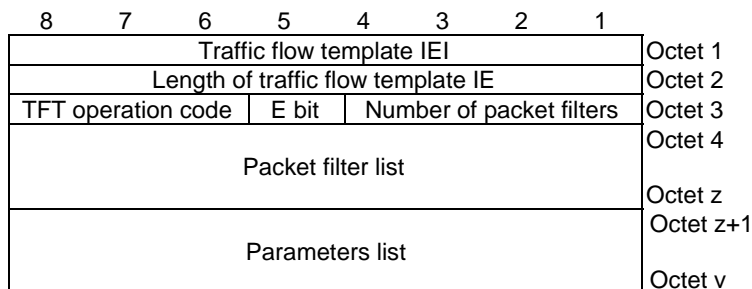 8 7 6 5 4 3 2 1
Traffic flow template IEI Octet 1
Length of traffic flow template IE Octet 2
TFT operation code E bit Number of packet filters Octet 3
Octet 4
Packet filter list
Octet z
Octet z+1
Parameters list
Octet v